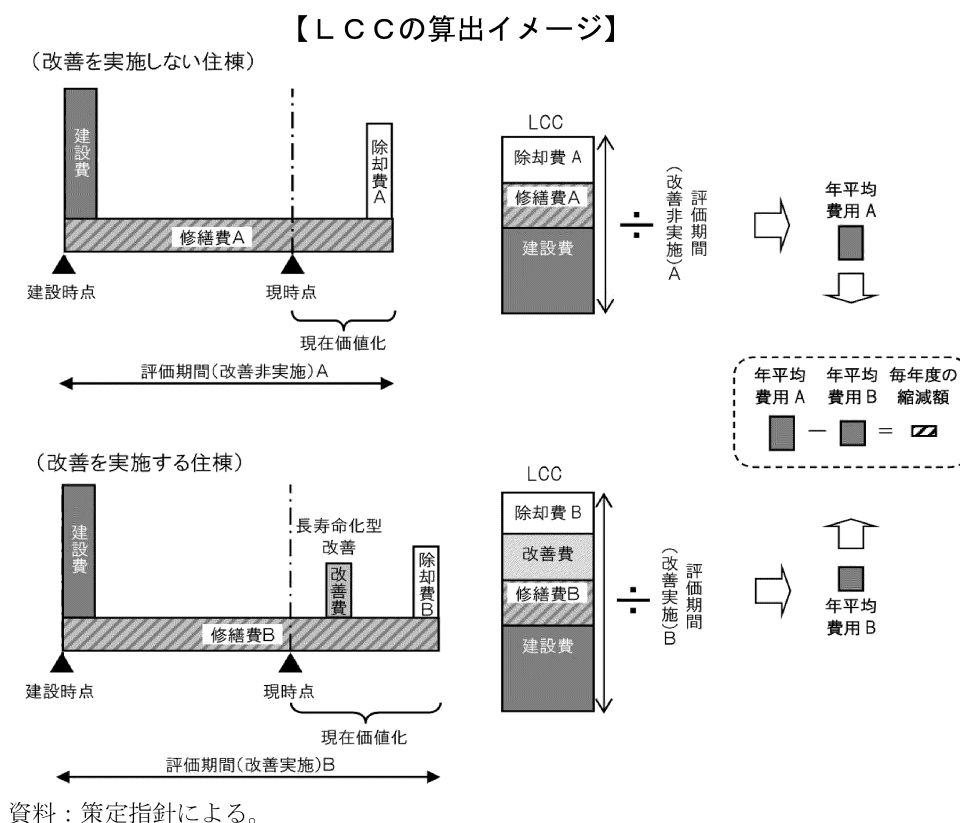 【ＬＣＣの算出イメージ】
（改善を実施しない住棟）
建設費
除却費A
修繕費A
建設時点
現時点
現在価値化
評価期間(改善非実施)A
LCC
除却費 A
修繕費A
建設費
÷
評価期間
(改善非実施)A
年平均
費用 A
年平均
費用 A
年平均
費用 B
毎年度の
縮減額
－ =
（改善を実施する住棟）
建設費
長寿命化型
改善
改善費
除却費B
修繕費B
建設時点
現時点
現在価値化
評価期間(改善実施)B
LCC
除却費 B
改善費
修繕費B
建設費
÷
評価期間
(改善実施)B
年平均
費用 B
資料：策定指針による。